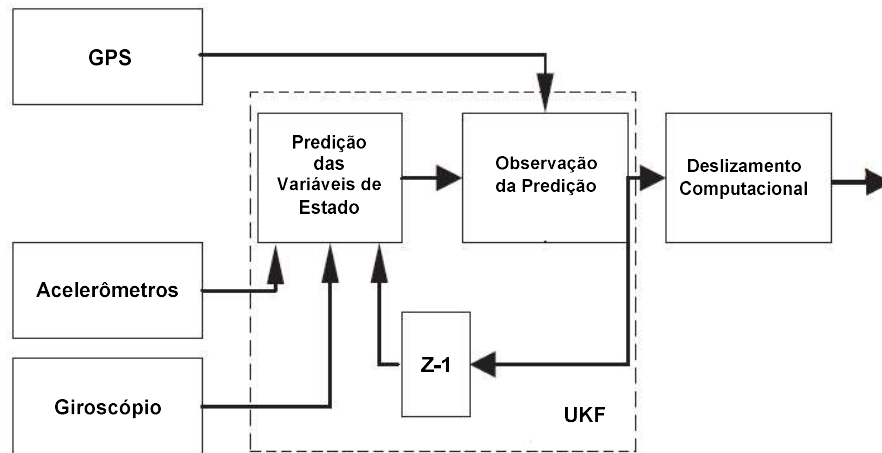 GPS
Predição
das
Variáveis de
Estado
Observação
da Predição
Deslizamento
Computacional
Acelerômetros
Z-1
Giroscópio
UKF